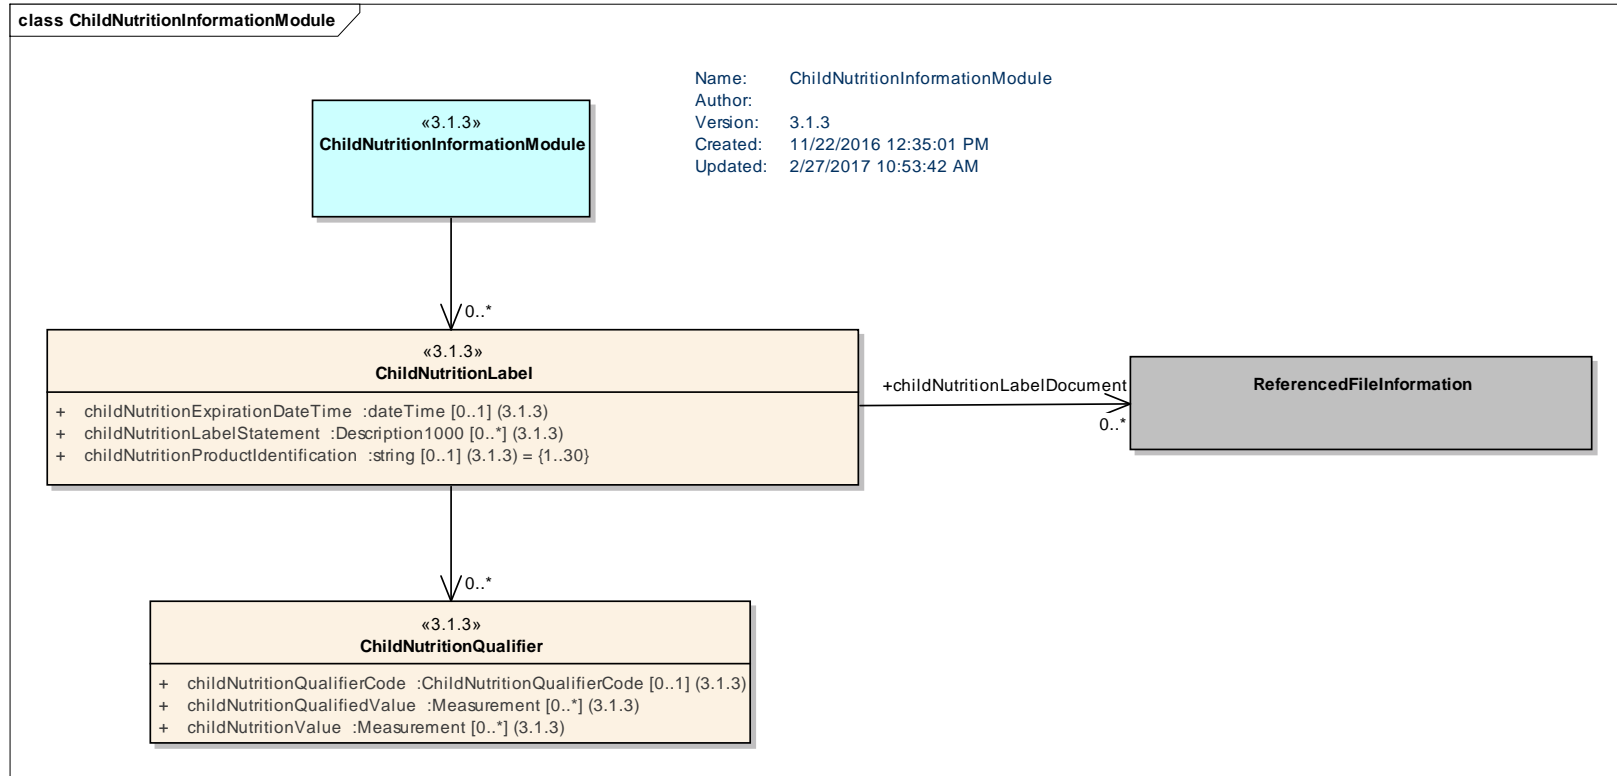 class ChildNutritionInformationModule
Name: ChildNutritionInformationModule
Author:
Version: 3.1.3
Created: 11/22/2016 12:35:01 PM
Updated: 2/27/2017 10:53:42 AM
«3.1.3»
ChildNutritionInformationModule
0..*
«3.1.3»
ChildNutritionLabel
+ childNutritionExpirationDateTime :dateTime [0..1] (3.1.3)
+ childNutritionLabelStatement :Description1000 [0..*] (3.1.3)
+ childNutritionProductIdentification :string [0..1] (3.1.3) = {1..30}
+childNutritionLabelDocument
0..*
ReferencedFileInformation
0..*
«3.1.3»
ChildNutritionQualifier
+ childNutritionQualifierCode :ChildNutritionQualifierCode [0..1] (3.1.3)
+ childNutritionQualifiedValue :Measurement [0..*] (3.1.3)
+ childNutritionValue :Measurement [0..*] (3.1.3)